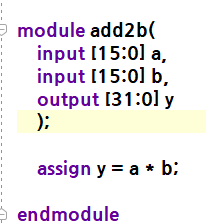 module add2b(
input [15:0] a,
input [15:0] b,
output [31:0] y
);
assign y = a * b;
endmodule